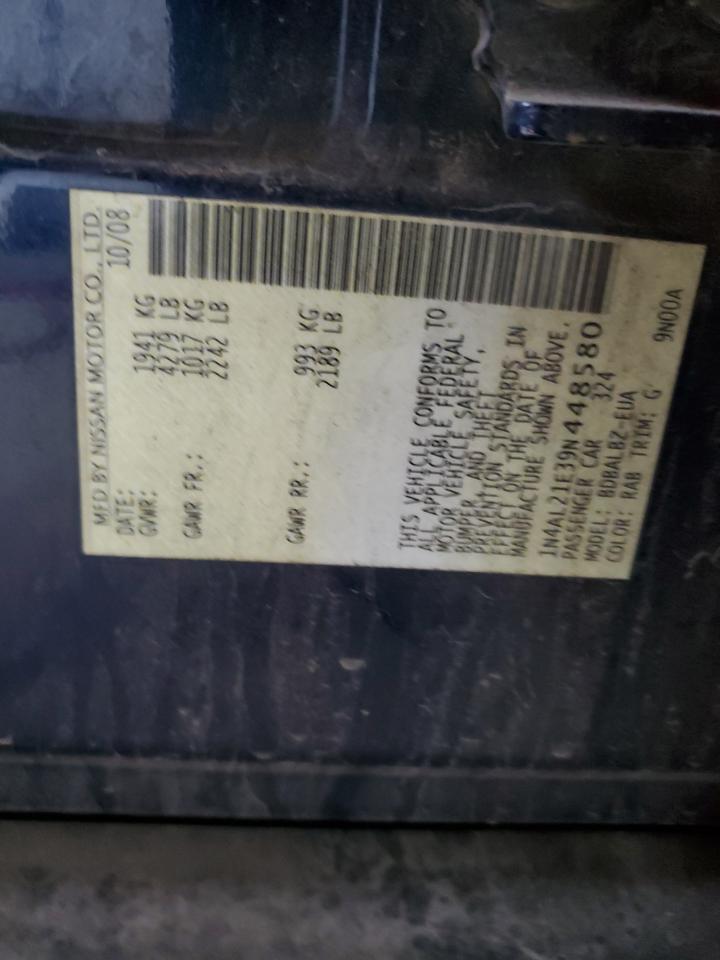 MFD BY NISSAN MOTOR CO., LTD.
DATE: 10/08
GVWR: 1941 KG
4279 LB
GAWR FR.: 1017 KG
2242 LB
GAWR RR.: 993 KG
2189 LB
THIS VEHICLE CONFORMS TO
ALL APPLICABLE FEDERAL
MOTOR VEHICLE SAFETY,
BUMPER, AND THEFT
PREVENTION STANDARDS IN
EFFECT ON THE DATE OF
MANUFACTURE SHOWN ABOVE.
1N4AL21E39N448580
PASSENGER CAR 324
MODEL: BDBALBZ-EUA
COLOR: RAB TRIM: G
9N00A